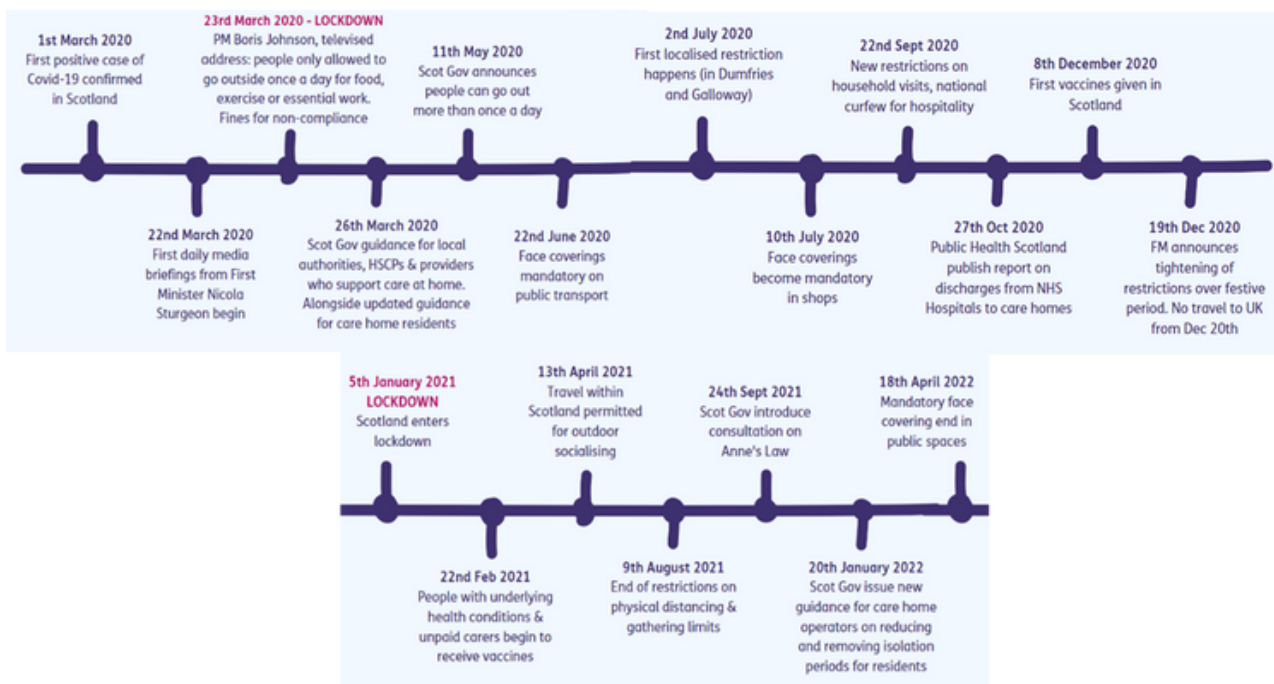 1st March 2020
First positive case of
Covid-19 confirmed
in Scotland
22nd March 2020
First daily media
briefings from First
Minister Nicola
Sturgeon begin
23rd March 2020 - LOCKDOWN
PM Boris Johnson, televised
address: people only allowed to
go outside once a day for food,
exercise or essential work.
Fines for non-compliance
26th March 2020
Scot Gov guidance for local
authorities, HSCPs & providers
who support care at home.
Alongside updated guidance
for care home residents
11th May 2020
Scot Gov announces
people can go out
more than once a day
22nd June 2020
Face coverings
mandatory on
public transport
2nd July 2020
First localised restriction
happens (in Dumfries
and Galloway)
10th July 2020
Face coverings
become mandatory
in shops
22nd Sept 2020
New restrictions on
household visits, national
curfew for hospitality
27th Oct 2020
Public Health Scotland
publish report on
discharges from NHS
Hospitals to care homes
8th December 2020
First vaccines given in
Scotland
19th Dec 2020
FM announces
tightening of
restrictions over festive
period. No travel to UK
from Dec 20th
5th January 2021
LOCKDOWN
Scotland enters
lockdown
22nd Feb 2021
People with underlying
health conditions &
unpaid carers begin to
receive vaccines
13th April 2021
Travel within
Scotland permitted
for outdoor
socialising
9th August 2021
End of restrictions on
physical distancing &
gathering limits
24th Sept 2021
Scot Gov introduce
consultation on
Anne's Law
20th January 2022
Scot Gov issue new
guidance for care home
operators on reducing
and removing isolation
periods for residents
18th April 2022
Mandatory face
covering end in
public spaces